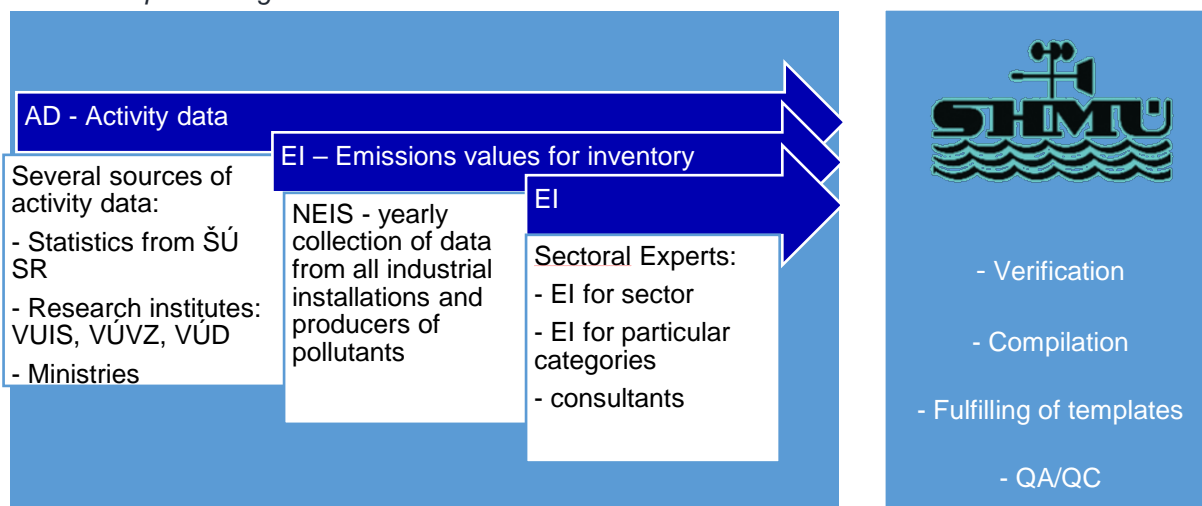 AD - Activity data
EI – Emissions values for inventory
EI
Several sources of
activity data:
- Statistics from ŠÚ
SR
- Research institutes:
VUIS, VÚVZ, VÚD
- Ministries
NEIS - yearly
collection of data
from all industrial
installations and
producers of
pollutants
Sectoral Experts:
- EI for sector
- EI for particular
categories
- consultants
SHMÚ
- Verification
- Compilation
- Fulfilling of templates
- QA/QC